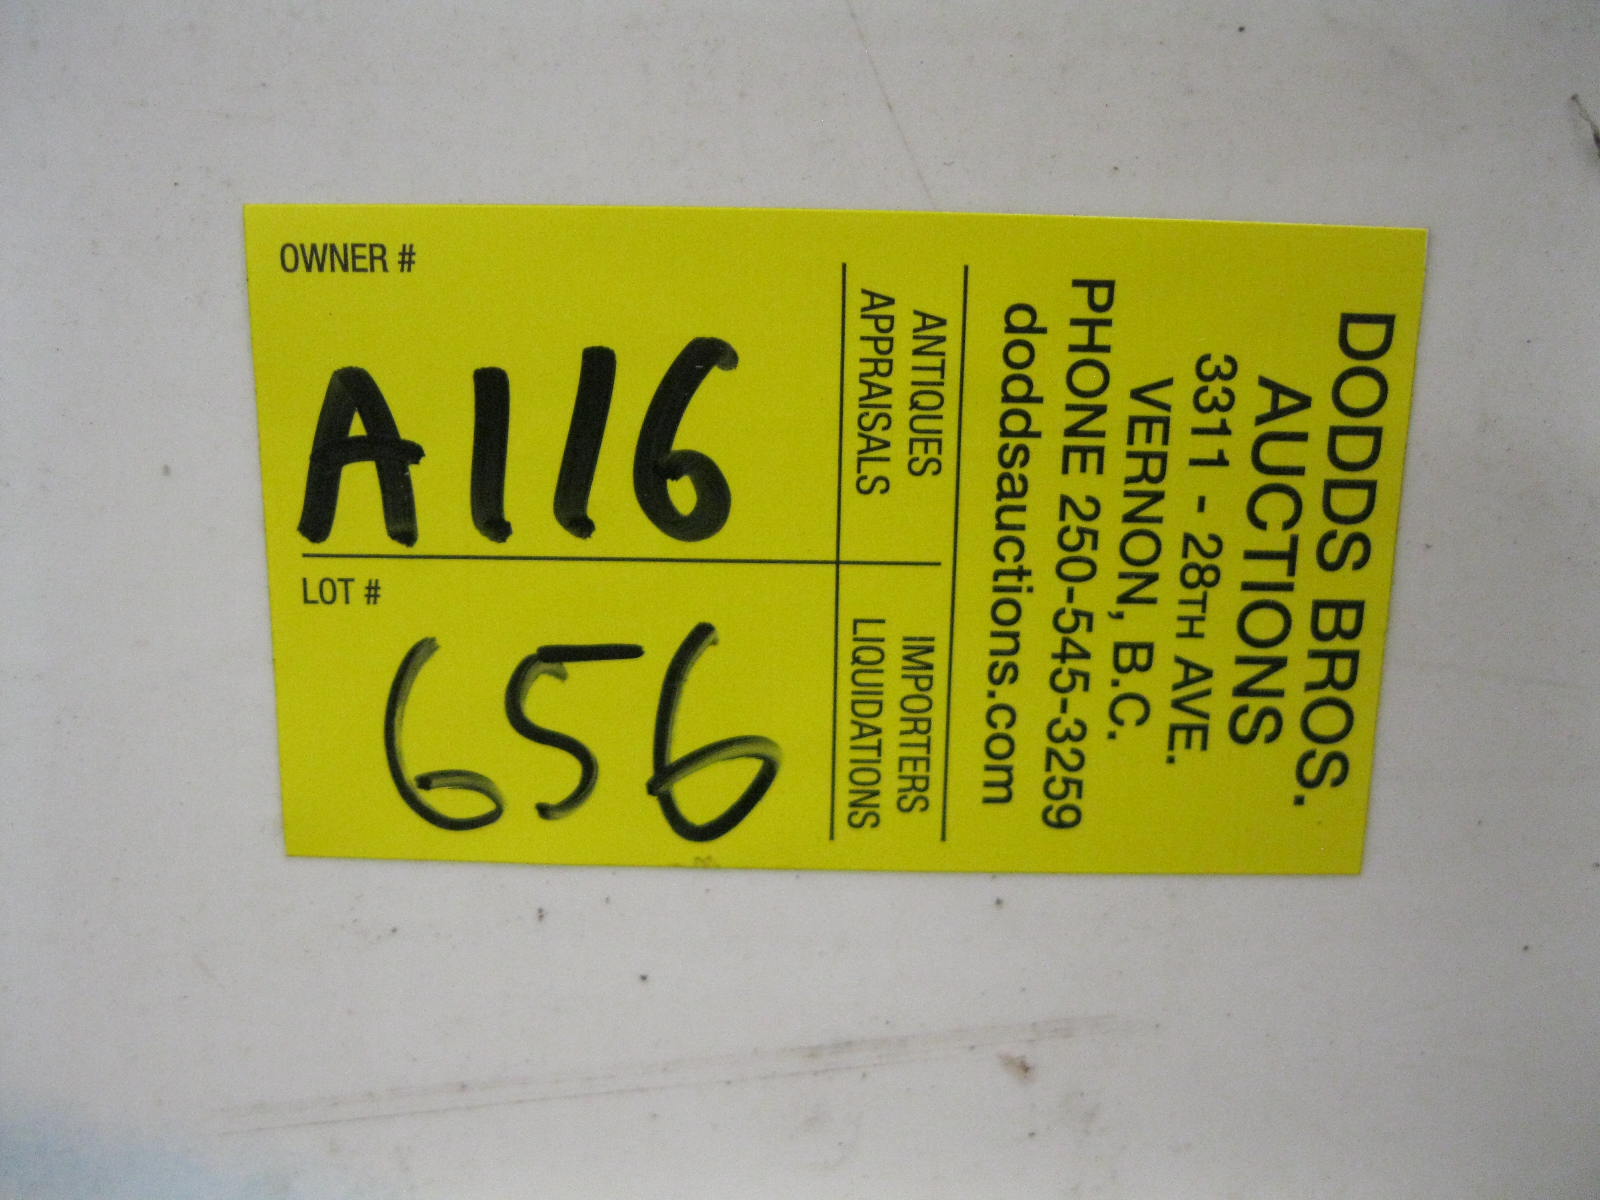 OWNER #
A116
LOT #
656
DODDS BROS.
AUCTIONS
3311 - 28TH AVE.
VERNON, B.C.
PHONE 250-545-3259
doddsauctions.com
ANTIQUES
APPRAISALS
IMPORTERS
LIQUIDATIONS